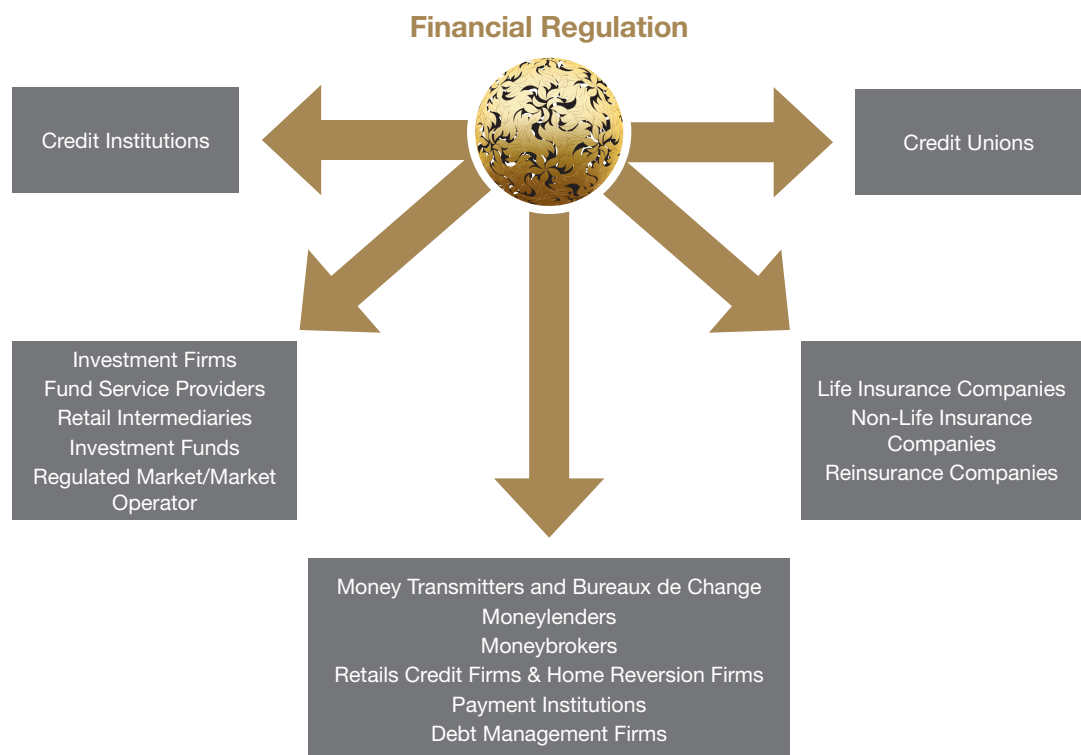 Financial Regulation
Credit Institutions
Credit Unions
Investment Firms
Fund Service Providers
Retail Intermediaries
Investment Funds
Regulated Market/Market
Operator
Life Insurance Companies
Non-Life Insurance
Companies
Reinsurance Companies
Money Transmitters and Bureaux de Change
Moneylenders
Moneybrokers
Retails Credit Firms & Home Reversion Firms
Payment Institutions
Debt Management Firms